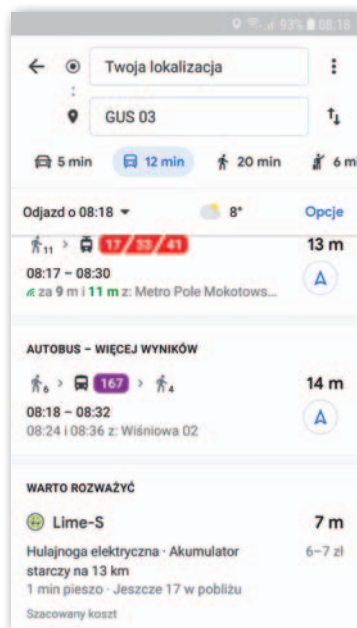 93% 08:18
Twoja lokalizacja
GUS 03
5 min 12 min 20 min 6 m
Odjazd o 08:18 8° Opcje
11 > 17/33/41 13 m
08:17 – 08:30
za 9 m i 11 m z: Metro Pole Mokotows...
AUTOBUS – WIĘCEJ WYNIKÓW
6 > 167 > 4 14 m
08:18 – 08:32
08:24 i 08:36 z: Wiśniowa 02
WARTO ROZWAŻYĆ
Lime-S 7 m
Hulajnoga elektryczna · Akumulator 6–7 zł
starczy na 13 km
1 min pieszo · Jeszcze 17 w pobliżu
Szacowany koszt